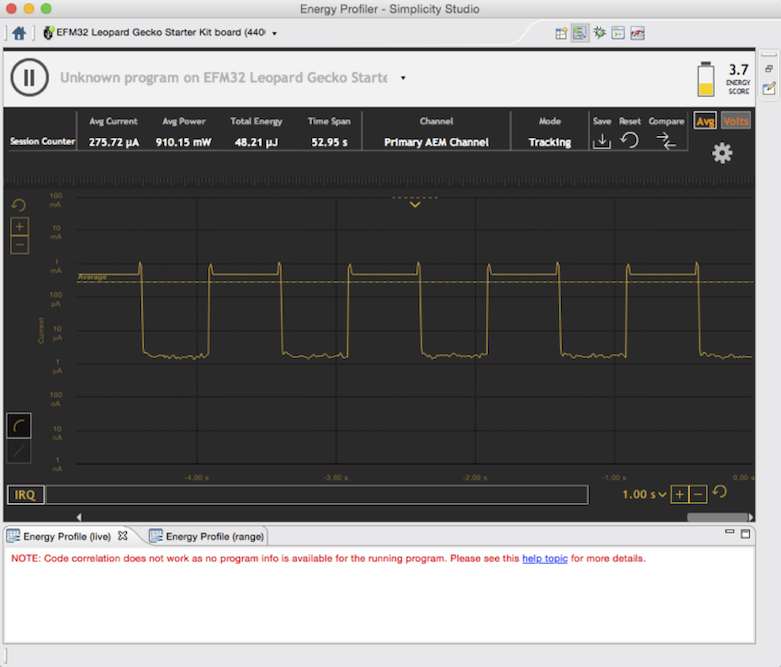 Energy Profiler - Simplicity Studio
EFM32 Leopard Gecko Starter Kit board (440
Unknown program on EFM32 Leopard Gecko Starte
3.7
ENERGY
SCORE
Avg Current Avg Power Total Energy Time Span Channel Mode Save Reset Compare Avg Volts
Session Counter 275.72 µA 910.15 mW 48.21 µJ 52.95 s Primary AEM Channel Tracking
100
mA
10
mA
1
mA
Average
100
µA
10
µA
1
µA
100
nA
10
nA
1
nA
Current
-4.00 s -3.00 s -2.00 s -1.00 s 0.00 s
IRQ 1.00 s
Energy Profile (live) Energy Profile (range)
NOTE: Code correlation does not work as no program info is available for the running program. Please see this help topic for more details.